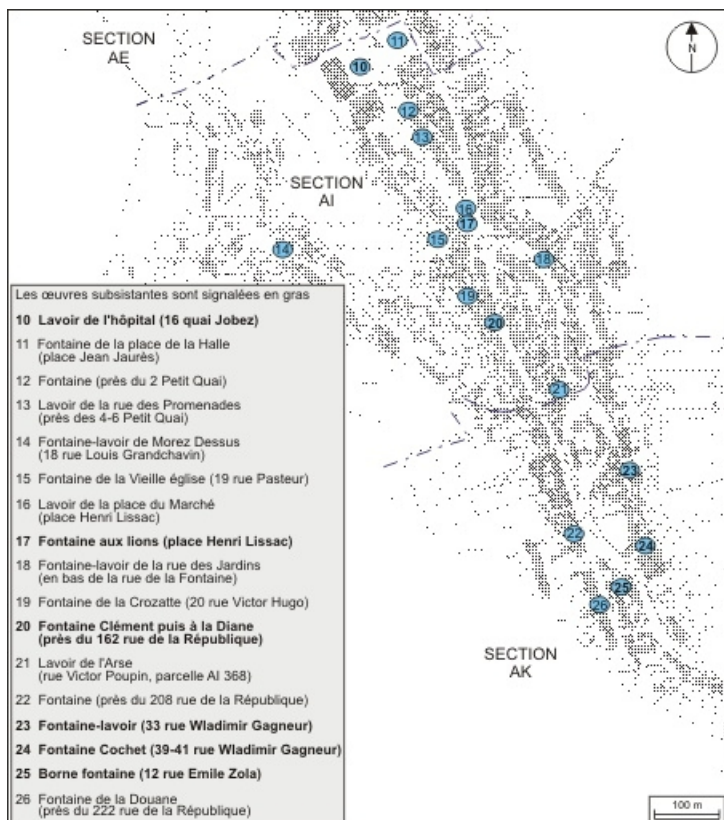 SECTION
AE
N
11
10
12
13
SECTION
AI
16
17
15
18
14
19
20
21
23
22
24
25
26
SECTION
AK
Les œuvres subsistantes sont signalées en gras
10 Lavoir de l'hôpital (16 quai Jobez)
11 Fontaine de la place de la Halle
(place Jean Jaurès)
12 Fontaine (près du 2 Petit Quai)
13 Lavoir de la rue des Promenades
(près des 4-6 Petit Quai)
14 Fontaine-lavoir de Morez Dessus
(18 rue Louis Grandchavin)
15 Fontaine de la Vieille église (19 rue Pasteur)
16 Lavoir de la place du Marché
(place Henri Lissac)
17 Fontaine aux lions (place Henri Lissac)
18 Fontaine-lavoir de la rue des Jardins
(en bas de la rue de la Fontaine)
19 Fontaine de la Crozatte (20 rue Victor Hugo)
20 Fontaine Clément puis à la Diane
(près du 162 rue de la République)
21 Lavoir de l'Arse
(rue Victor Poupin, parcelle AI 368)
22 Fontaine (près du 208 rue de la République)
23 Fontaine-lavoir (33 rue Wladimir Gagneur)
24 Fontaine Cochet (39-41 rue Wladimir Gagneur)
25 Borne fontaine (12 rue Emile Zola)
26 Fontaine de la Douane
(près du 222 rue de la République)
100 m